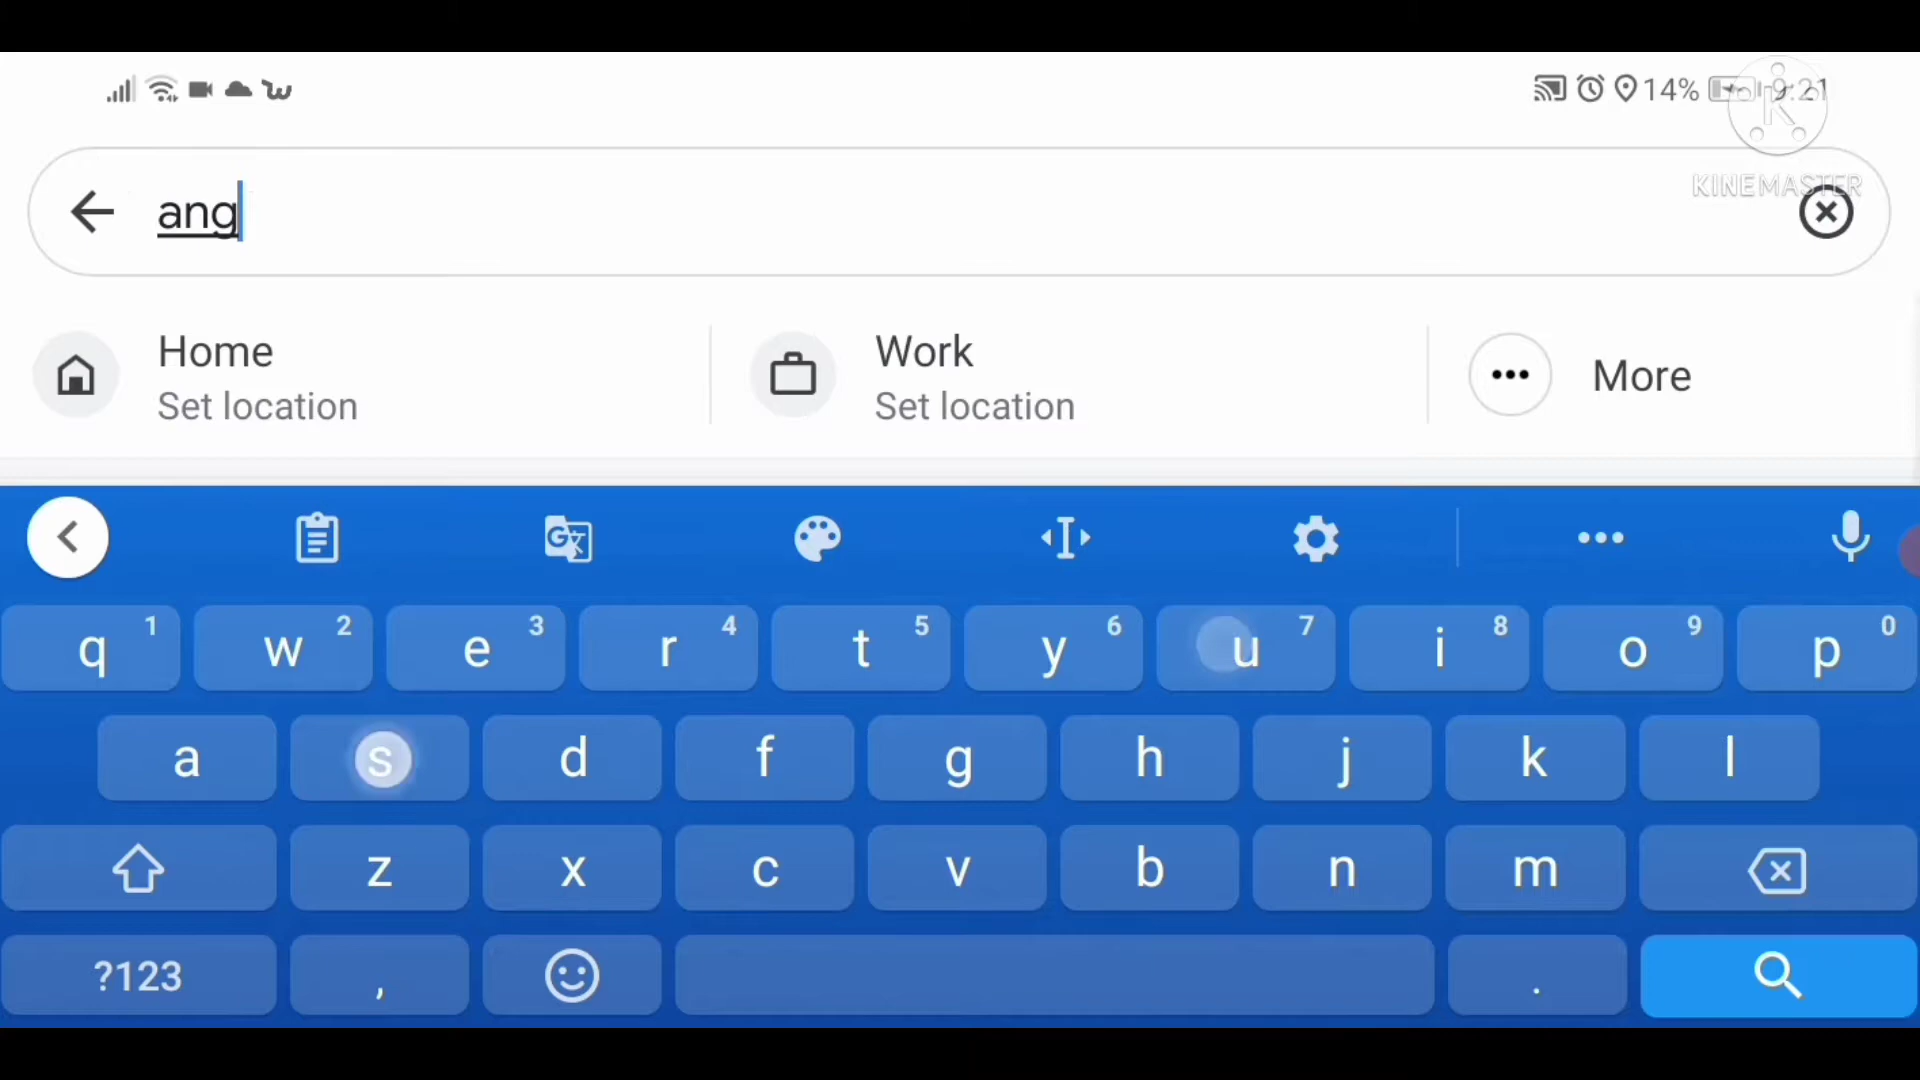 14% 9:21
KINEMASTER
ang
Home
Set location
Work
Set location
More
q 1 w 2 e 3 r 4 t 5 y 6 u 7 i 8 o 9 p 0
a s d f g h j k l
z x c v b n m
?123 , .